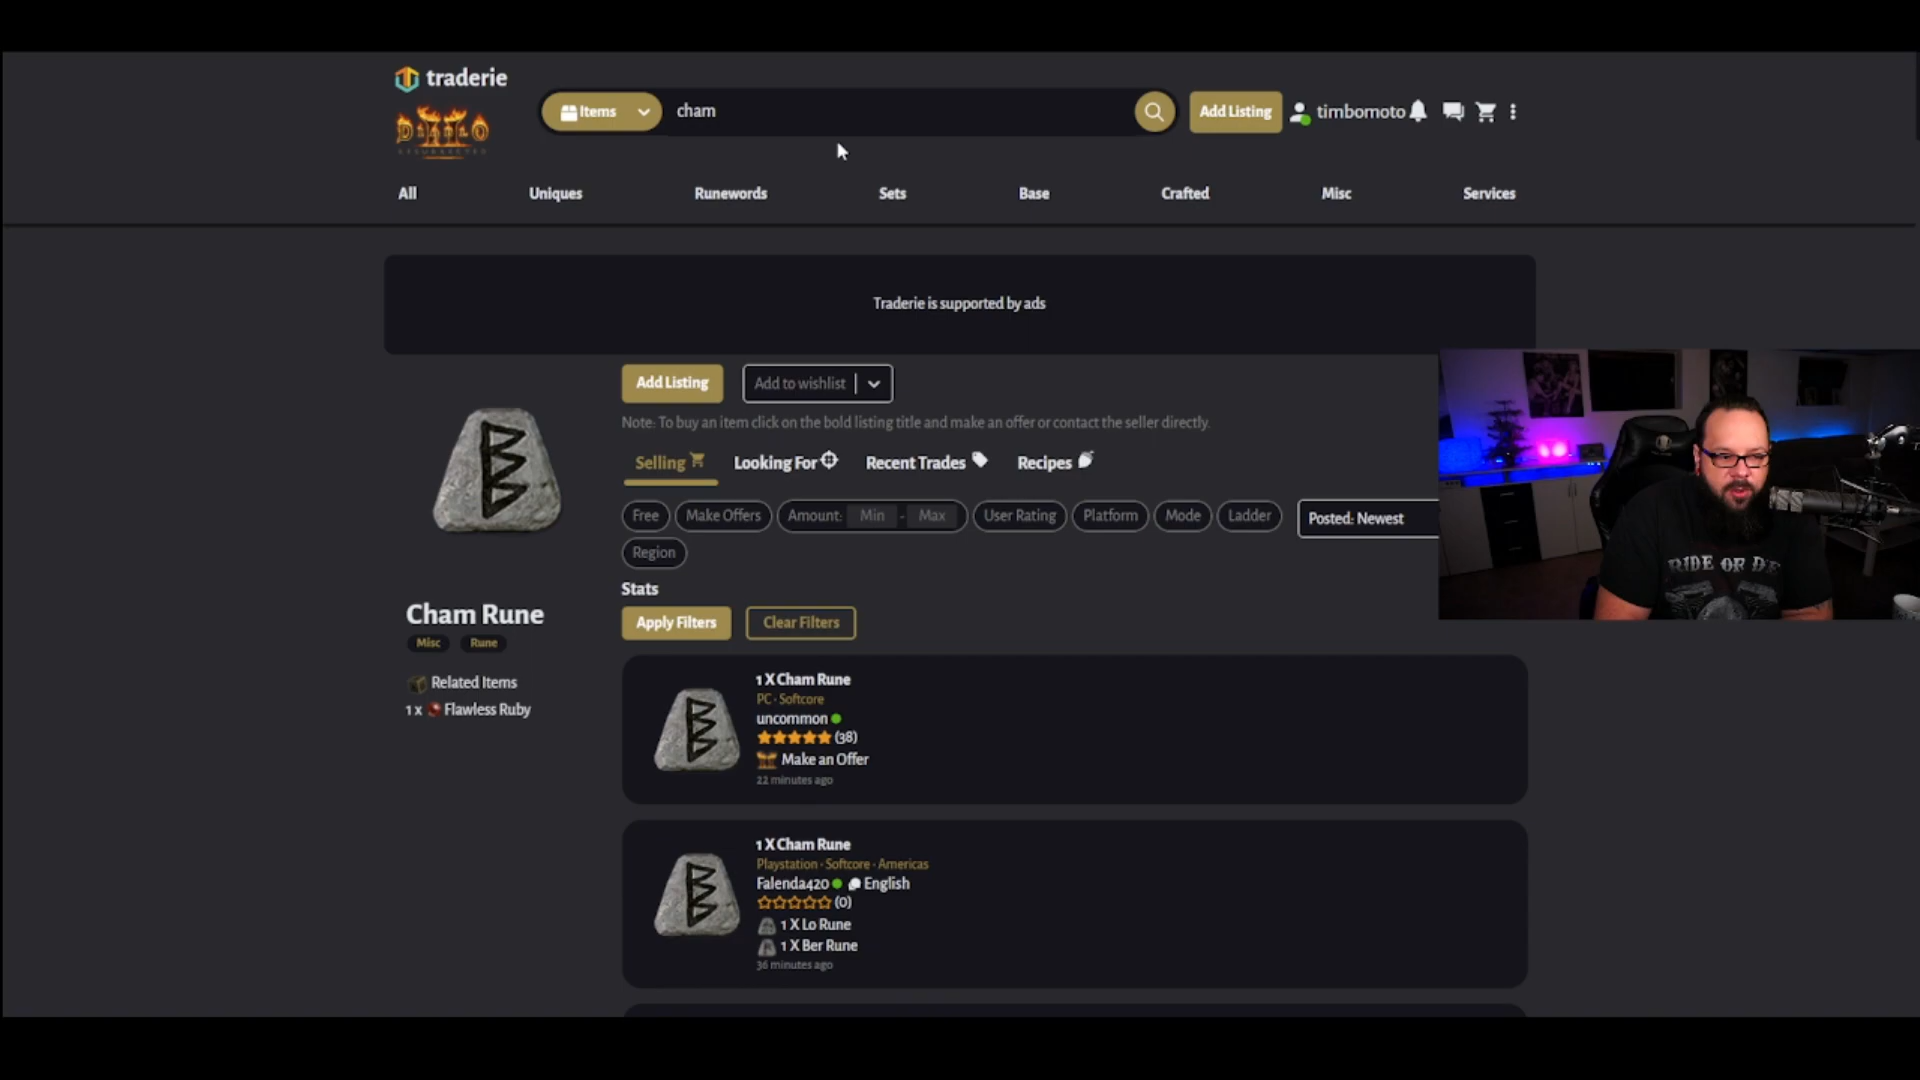 traderie
DIABLO
RESURRECTED
Items
cham
Add Listing
timbomoto
All
Uniques
Runewords
Sets
Base
Crafted
Misc
Services
Traderie is supported by ads
Add Listing
Add to wishlist
Note: To buy an item click on the bold listing title and make an offer or contact the seller directly.
Selling
Looking For
Recent Trades
Recipes
Free
Make Offers
Amount: Min - Max
User Rating
Platform
Mode
Ladder
Posted: Newest
Region
Stats
Apply Filters
Clear Filters
Cham Rune
Misc
Rune
Related Items
1 x Flawless Ruby
1 X Cham Rune
PC · Softcore
uncommon
(38)
Make an Offer
22 minutes ago
1 X Cham Rune
Playstation · Softcore · Americas
Falenda420 English
(0)
1 X Lo Rune
1 X Ber Rune
36 minutes ago
RIDE OR DIE